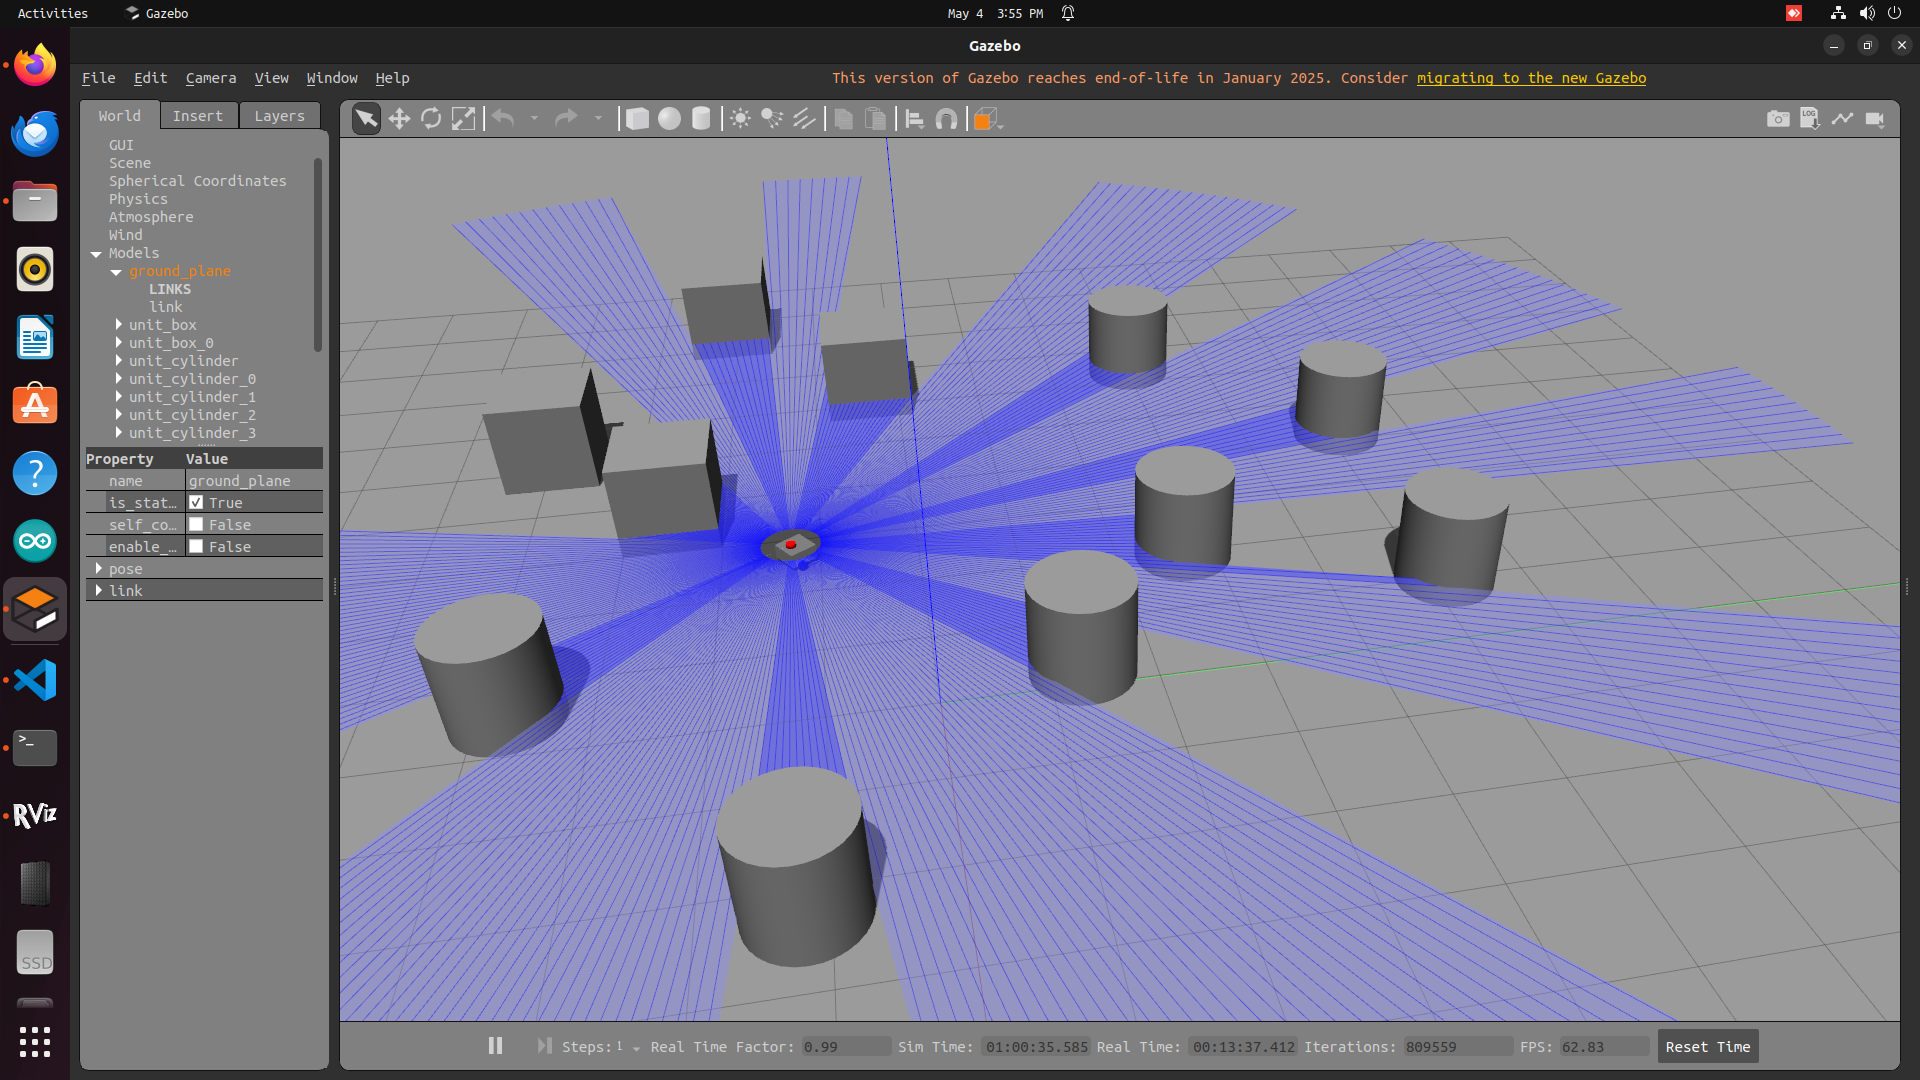 Activities Gazebo May 4 3:55 PM
Gazebo
File Edit Camera View Window Help This version of Gazebo reaches end-of-life in January 2025. Consider migrating to the new Gazebo
World Insert Layers
LOG
GUI
Scene
Spherical Coordinates
Physics
Atmosphere
Wind
Models
ground_plane
LINKS
link
unit_box
unit_box_0
unit_cylinder
unit_cylinder_0
unit_cylinder_1
unit_cylinder_2
unit_cylinder_3
Property Value
name ground_plane
is_stat... True
self_co... False
enable_... False
pose
link
RViz
SSD
Steps: 1 Real Time Factor: 0.99 Sim Time: 01:00:35.585 Real Time: 00:13:37.412 Iterations: 809559 FPS: 62.83 Reset Time